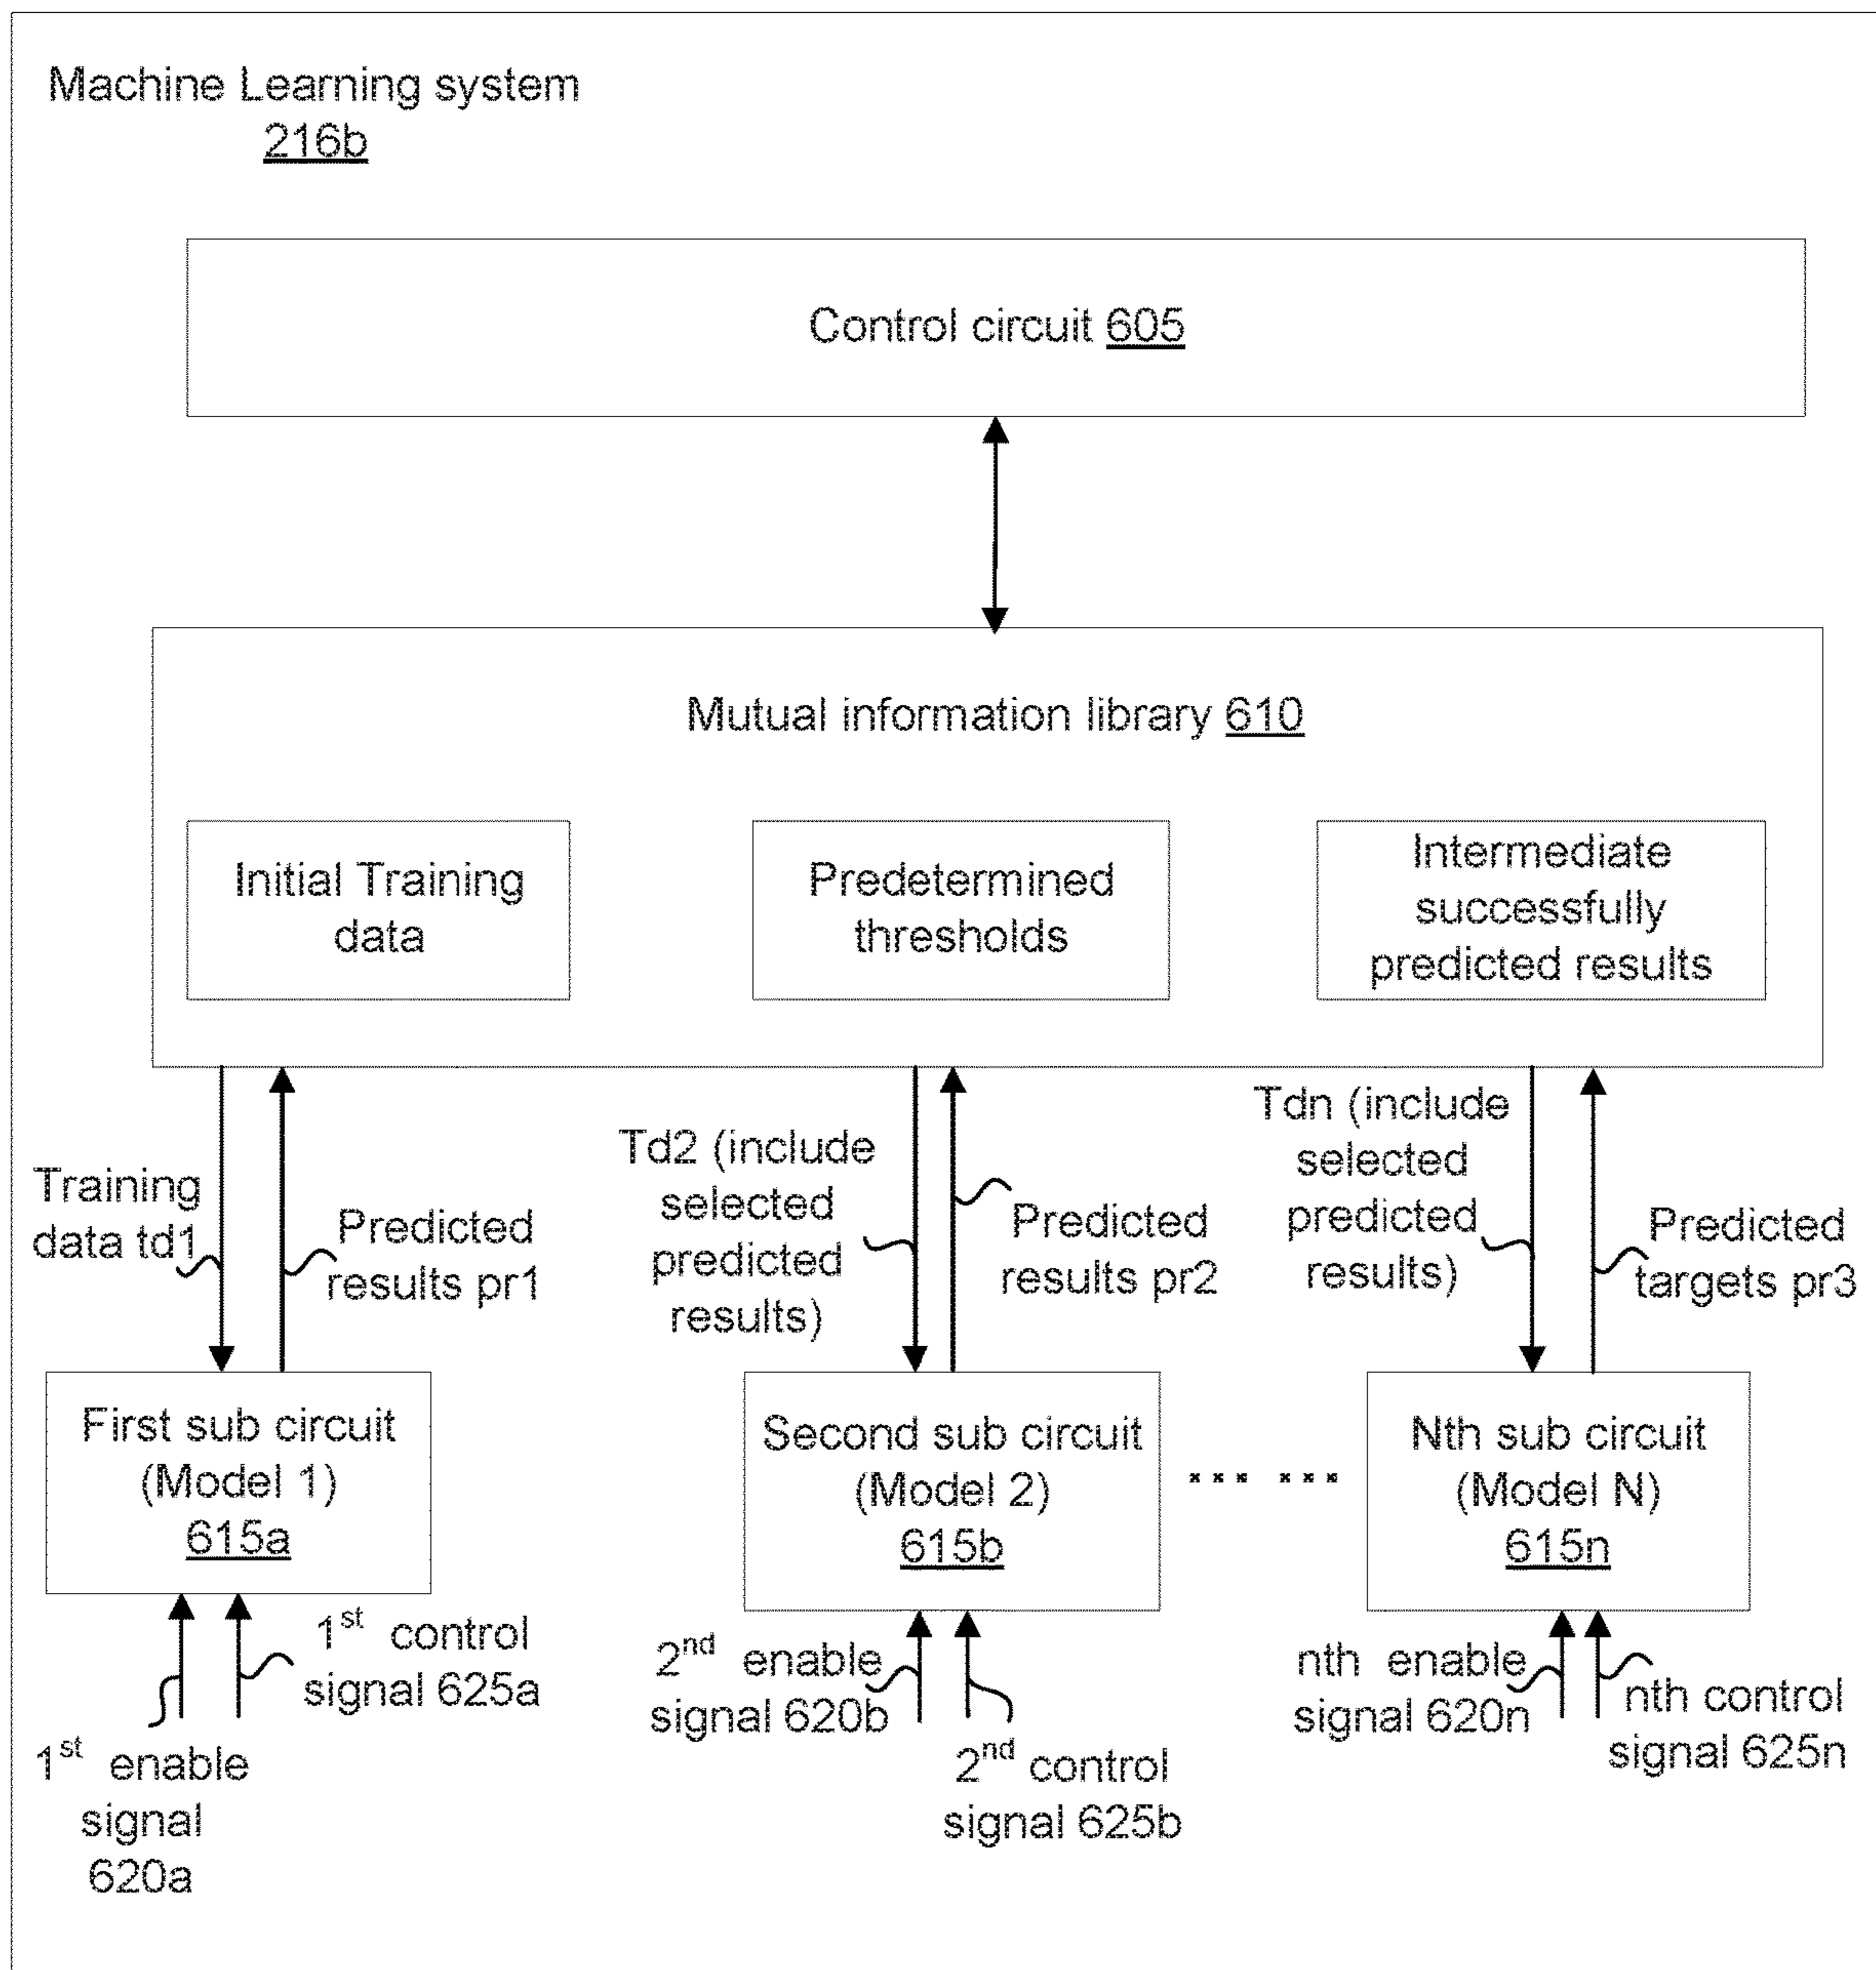 Machine Learning system
216b
Control circuit 605
Mutual information library 610
Initial Training
data
Predetermined
thresholds
Intermediate
successfully
predicted results
Training
data td1
Predicted
results pr1
Td2 (include
selected
predicted
results)
Predicted
results pr2
Tdn (include
selected
predicted
results)
Predicted
targets pr3
First sub circuit
(Model 1)
615a
Second sub circuit
(Model 2)
615b
... ...
Nth sub circuit
(Model N)
615n
1st enable
signal
620a
1st control
signal 625a
2nd enable
signal 620b
2nd control
signal 625b
nth enable
signal 620n
nth control
signal 625n